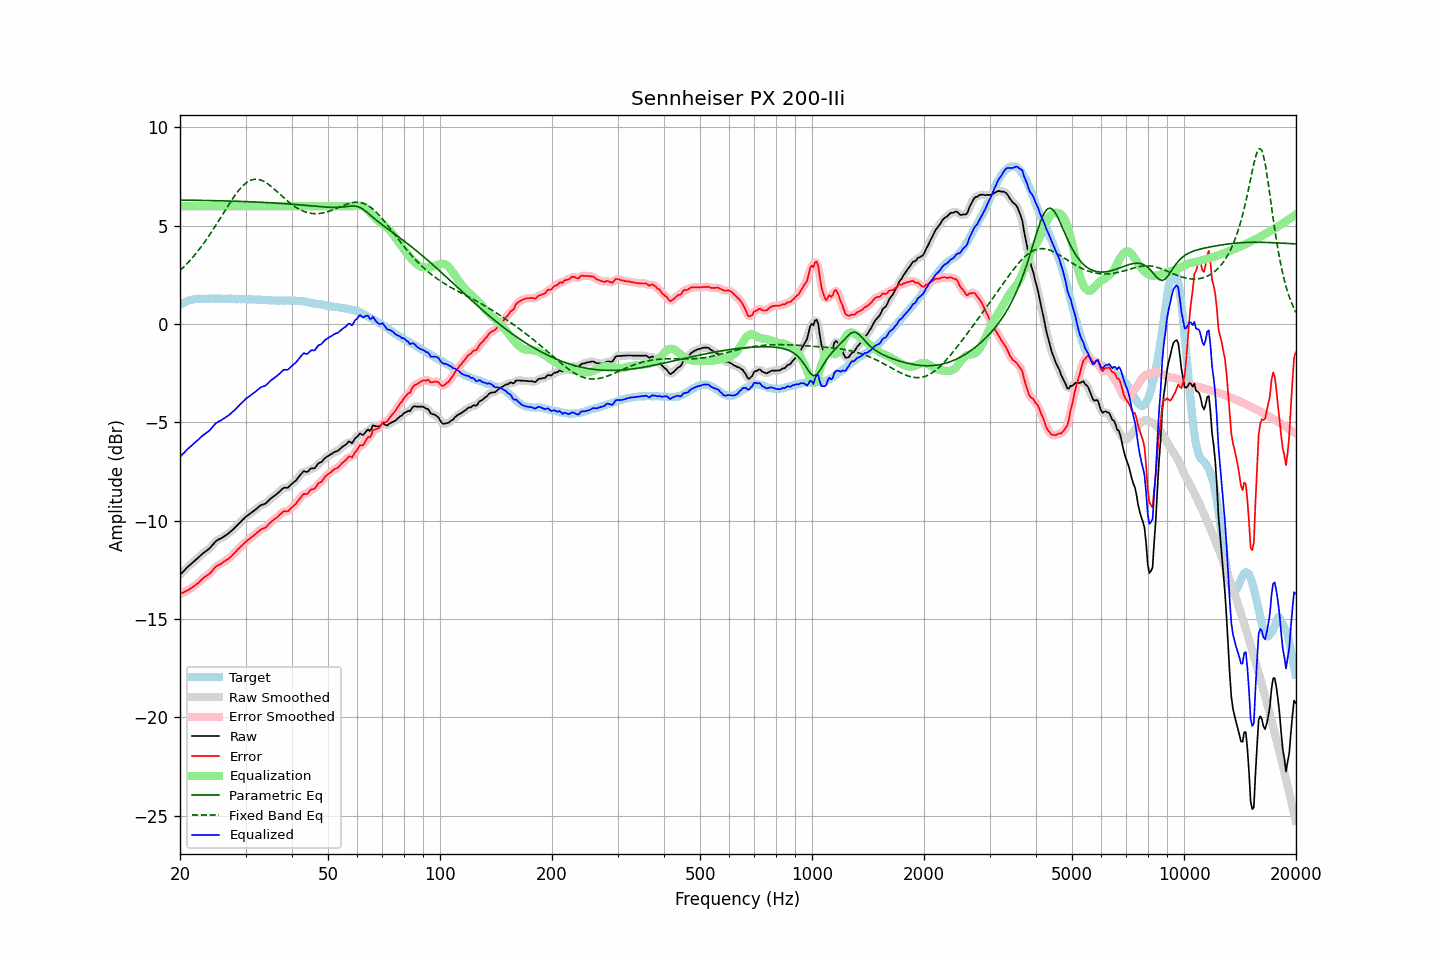 Sennheiser PX 200-IIi
10
5
0
−5
−10
−15
−20
−25
Amplitude (dBr)
Target
Raw Smoothed
Error Smoothed
Raw
Error
Equalization
Parametric Eq
Fixed Band Eq
Equalized
20
50
100
200
500
1000
2000
5000
10000
20000
Frequency (Hz)